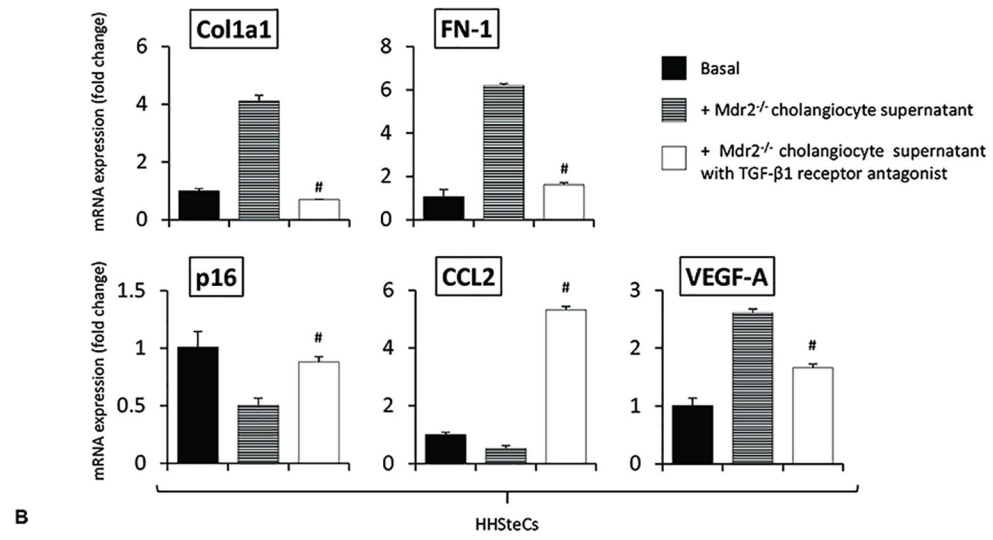 Col1a1
FN-1
mRNA expression (fold change)
6
4
2
0
#
8
6
4
2
0
#
Basal
+ Mdr2-/- cholangiocyte supernatant
+ Mdr2-/- cholangiocyte supernatant
with TGF-β1 receptor antagonist
p16
CCL2
VEGF-A
mRNA expression (fold change)
1.5
1
0.5
0
#
6
4
2
0
#
3
2
1
0
#
B
HHSteCs